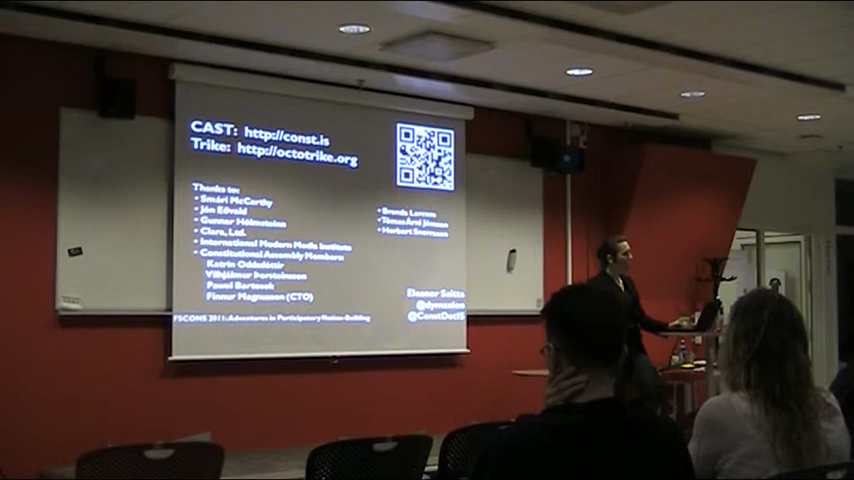 CAST: http://const.is
Trike: http://octotrike.org
Thanks to:
• Smári McCarthy
• Jón Eðvald
• Gunnar Hólmsteinn
• Clara, Ltd.
• International Modern Media Institute
• Constitutional Assembly Members:
Katrín Oddsdóttir
Vilhjálmur Þorsteinsson
Pawel Bartosek
Finnur Magnusson (CTO)
• Brenda Larcom
• Tómas Árni Jónsson
• Herbert Snorrason
Eleanor Saitta
@dymaxion
@ConstDotIS
FSCONS 2011: Adventures in Participatory Nation-Building